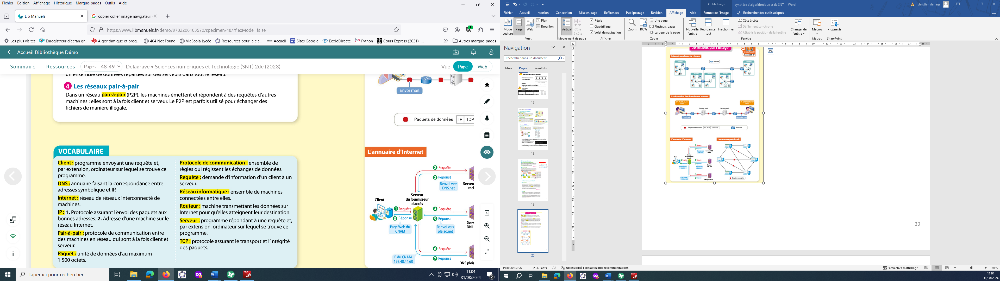 Fichier Édition Affichage Historique Marque-pages Outils Aide
Lib Manuels
copier coller image navigateur
https://www.libmanuels.fr/demo/9782206103570/specimen/48/?flexMode=false
1
Les plus visités Enregistreur d'écran gr... Algorithmique et prog... 404 Not Found ViaScola Lycée Ressources pour la cla... Accueil Sites Google EcoleDirecte Python Cours Express (2021) -... Autres marque-pages
Accueil Bibliothèque Démo
Sommaire Ressources Pages 48-49 Delagrave • Sciences numériques et Technologie (SNT) 2de (2023) Vue Page Web
un ensemble de données réparties sur des serveurs dans tout le réseau.
4 Les réseaux pair-à-pair
Dans un réseau pair-à-pair (P2P), les machines émettent et répondent à des requêtes d'autres
machines : elles sont à la fois client et serveur. Le P2P est parfois utilisé pour échanger des
fichiers de manière illégale.
Envoi mail
Paquets de données IP TCP
VOCABULAIRE
Client : programme envoyant une requête et,
par extension, ordinateur sur lequel se trouve ce
programme.
DNS : annuaire faisant la correspondance entre
adresses symbolique et IP.
Internet : réseau de réseaux interconnecté de
machines.
IP : 1. Protocole assurant l'envoi des paquets aux
bonnes adresses. 2. Adresse d'une machine sur le
réseau Internet.
Pair-à-pair : protocole de communication entre
des machines en réseau qui sont à la fois client et
serveur.
Paquet : unité de données d'au maximum
1 500 octets.
Protocole de communication : ensemble de
règles qui régissent les échanges de données.
Requête : demande d'information d'un client à un
serveur.
Réseau informatique : ensemble de machines
connectées entre elles.
Routeur : machine transmettant les données sur
Internet pour qu'elles atteignent leur destination.
Serveur : programme répondant à une requête et,
par extension, ordinateur sur lequel se trouve ce
programme.
TCP : protocole assurant le transport et l'intégrité
des paquets.
L'annuaire d'Internet
2 Requête
3 Réponse
Renvoi vers
DNS.net
Serveu
raci
Serveur
du fournisseur
d'accès
Client
1 Requête
8 Réponse
Page Web du
CNAM
4 Requête
5 Réponse
Renvoi vers
pleiad.net
Serv
DNI .
6 Requête
7 Réponse
IP du CNAM :
193.48.44.60
DNS pleia
1
i
Taper ici pour rechercher
11:04
31/08/2024
2
Outils Image
synthèse d'algorithmique et de SNT - Word
christian desiage
Fichier Accueil Insertion Conception Mise en page Références Publipostage Révision Affichage Aide Format de l'image Rechercher des outils adaptés
Mode
Lecture
Page
Web
Plan
Brouillon
Vues
Vertical
Côte
à côte
Mouvement de page
Règle
Quadrillage
Volet de navigation
Afficher
Zoom
100%
Une page
Plusieurs pages
Largeur de la page
Zoom
Nouvelle
fenêtre
Réorganiser
tout
Fractionner
Côte à côte
Défilement synchrone
Rétablir la position de la fenêtre
Changer de
fenêtre
Fenêtre
Macros
Macros
Propriétés
SharePoint
Navigation
Rechercher dans un document
Titres Pages Résultats
17
18
19
20
Je retiens par l'image
Internet, un réseau de réseaux
Réseau
Routeur
Réseau
Réseau
Réseau
Réseau
La circulation des données sur Internet
Client
Client
Serveur mail
Serveur mail
Envoi mail
Réception mail
Paquets de données IP TCP Données Routeur
L'annuaire d'Internet
Les réseaux pair-à-pair
Données échangées
20
Page 20 sur 27 2317 mots Accessibilité : consultez nos recommandations Paramètres d'affichage 140 %
11:04
31/08/2024